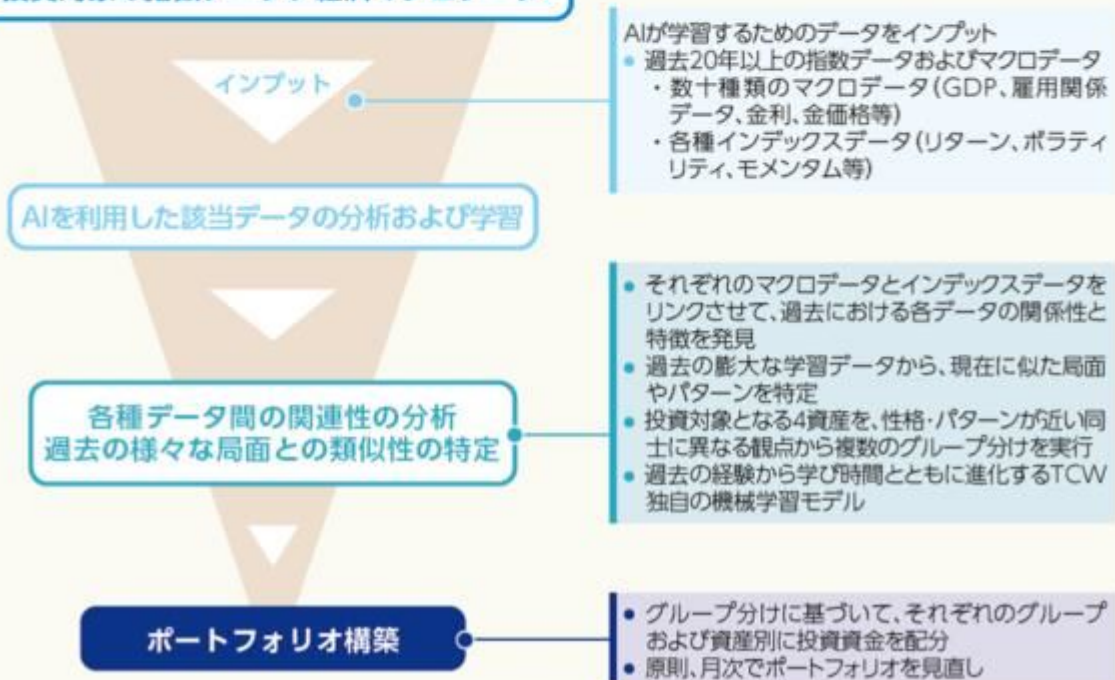 インプット
AIが学習するためのデータをインプット
• 過去20年以上の指数データおよびマクロデータ
・数十種類のマクロデータ(GDP、雇用関係
データ、金利、金価格等)
・各種インデックスデータ(リターン、ボラティ
リティ、モメンタム等)
AIを利用した該当データの分析および学習
• それぞれのマクロデータとインデックスデータを
リンクさせて、過去における各データの関係性と
特徴を発見
• 過去の膨大な学習データから、現在に似た局面
やパターンを特定
• 投資対象となる4資産を、性格・パターンが近い同
士に異なる観点から複数のグループ分けを実行
• 過去の経験から学び時間とともに進化するTCW
独自の機械学習モデル
各種データ間の関連性の分析
過去の様々な局面との類似性の特定
ポートフォリオ構築
• グループ分けに基づいて、それぞれのグループ
および資産別に投資資金を配分
• 原則、月次でポートフォリオを見直し